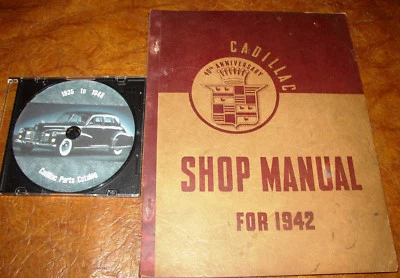 1936 to 1948
Cadillac Parts Catalog
CADILLAC
40th ANNIVERSARY
SHOP MANUAL
FOR 1942